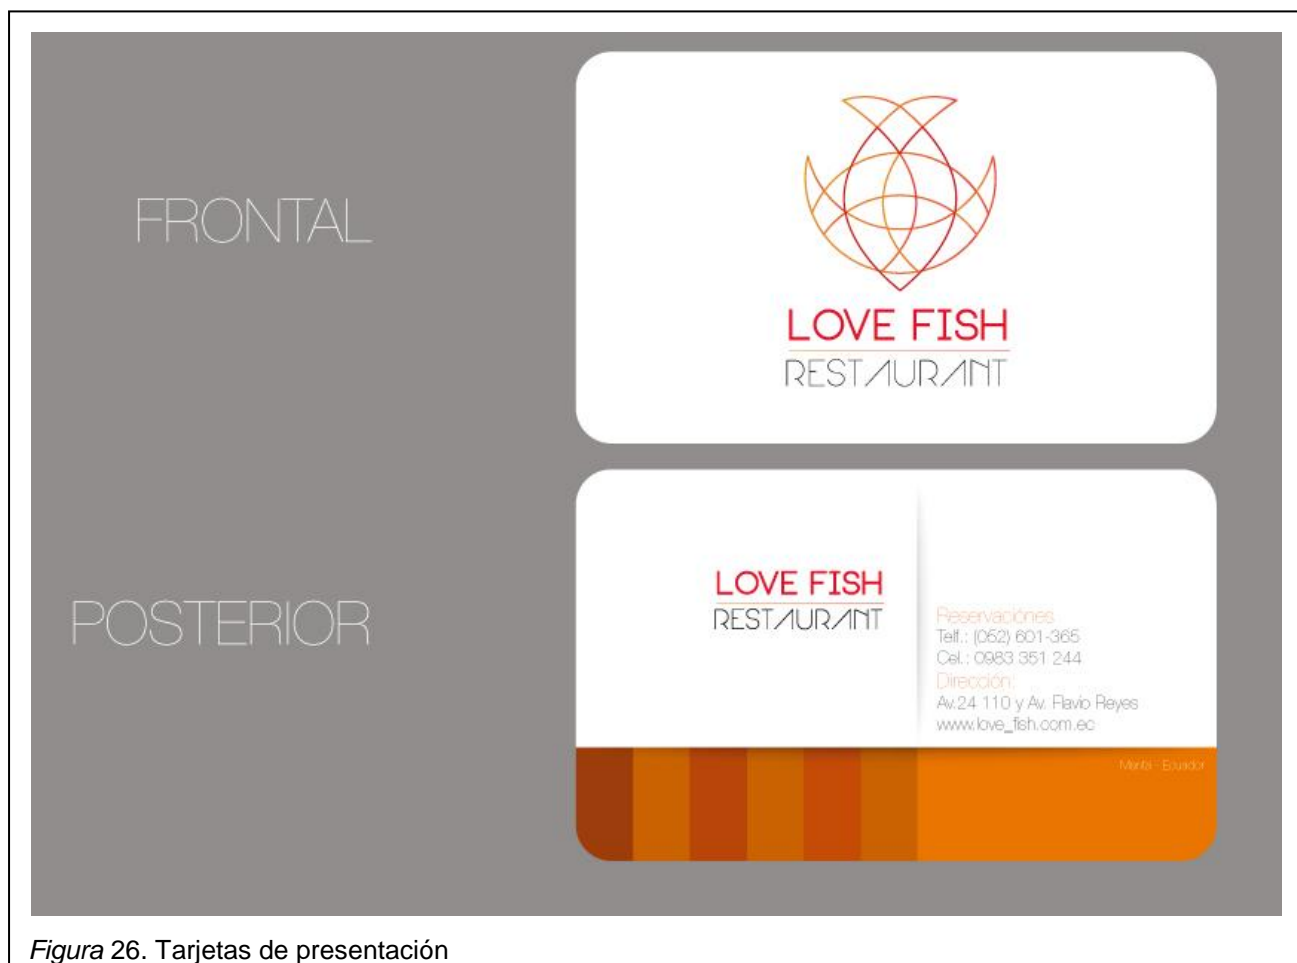 FRONTAL
LOVE FISH
RESTAURANT
POSTERIOR
LOVE FISH
RESTAURANT
Reservaciónes
Telf.: (052) 601-365
Cel.: 0983 351 244
Dirección:
Av.24 110 y Av. Flavio Reyes
www.love_fish.com.ec
Manta - Ecuador
Figura 26. Tarjetas de presentación